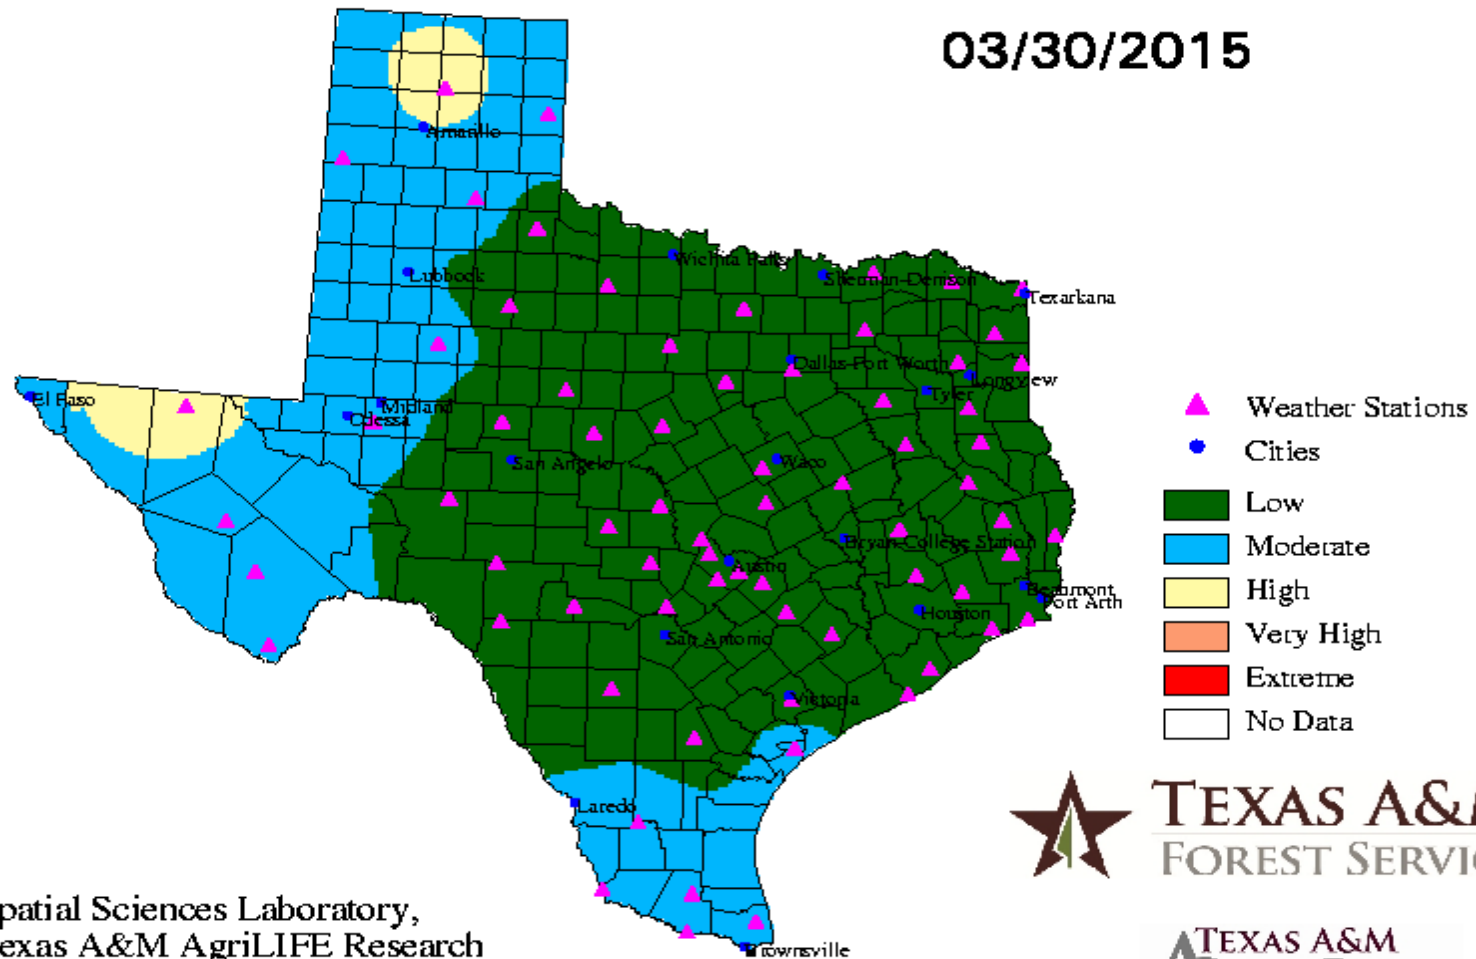 03/30/2015
Amarillo
Lubbock
Wichita Falls
Sherman-Denison
Texarkana
Dallas-Fort Worth
Longview
Tyler
El Paso
Midland
Odessa
San Angelo
Waco
Bryan-College Station
Austin
Beaumont
Port Arth
Houston
San Antonio
Victoria
Laredo
Brownsville
Weather Stations
Cities
Low
Moderate
High
Very High
Extreme
No Data
TEXAS A&M
FOREST SERVIC
patial Sciences Laboratory,
exas A&M AgriLIFE Research
TEXAS A&M